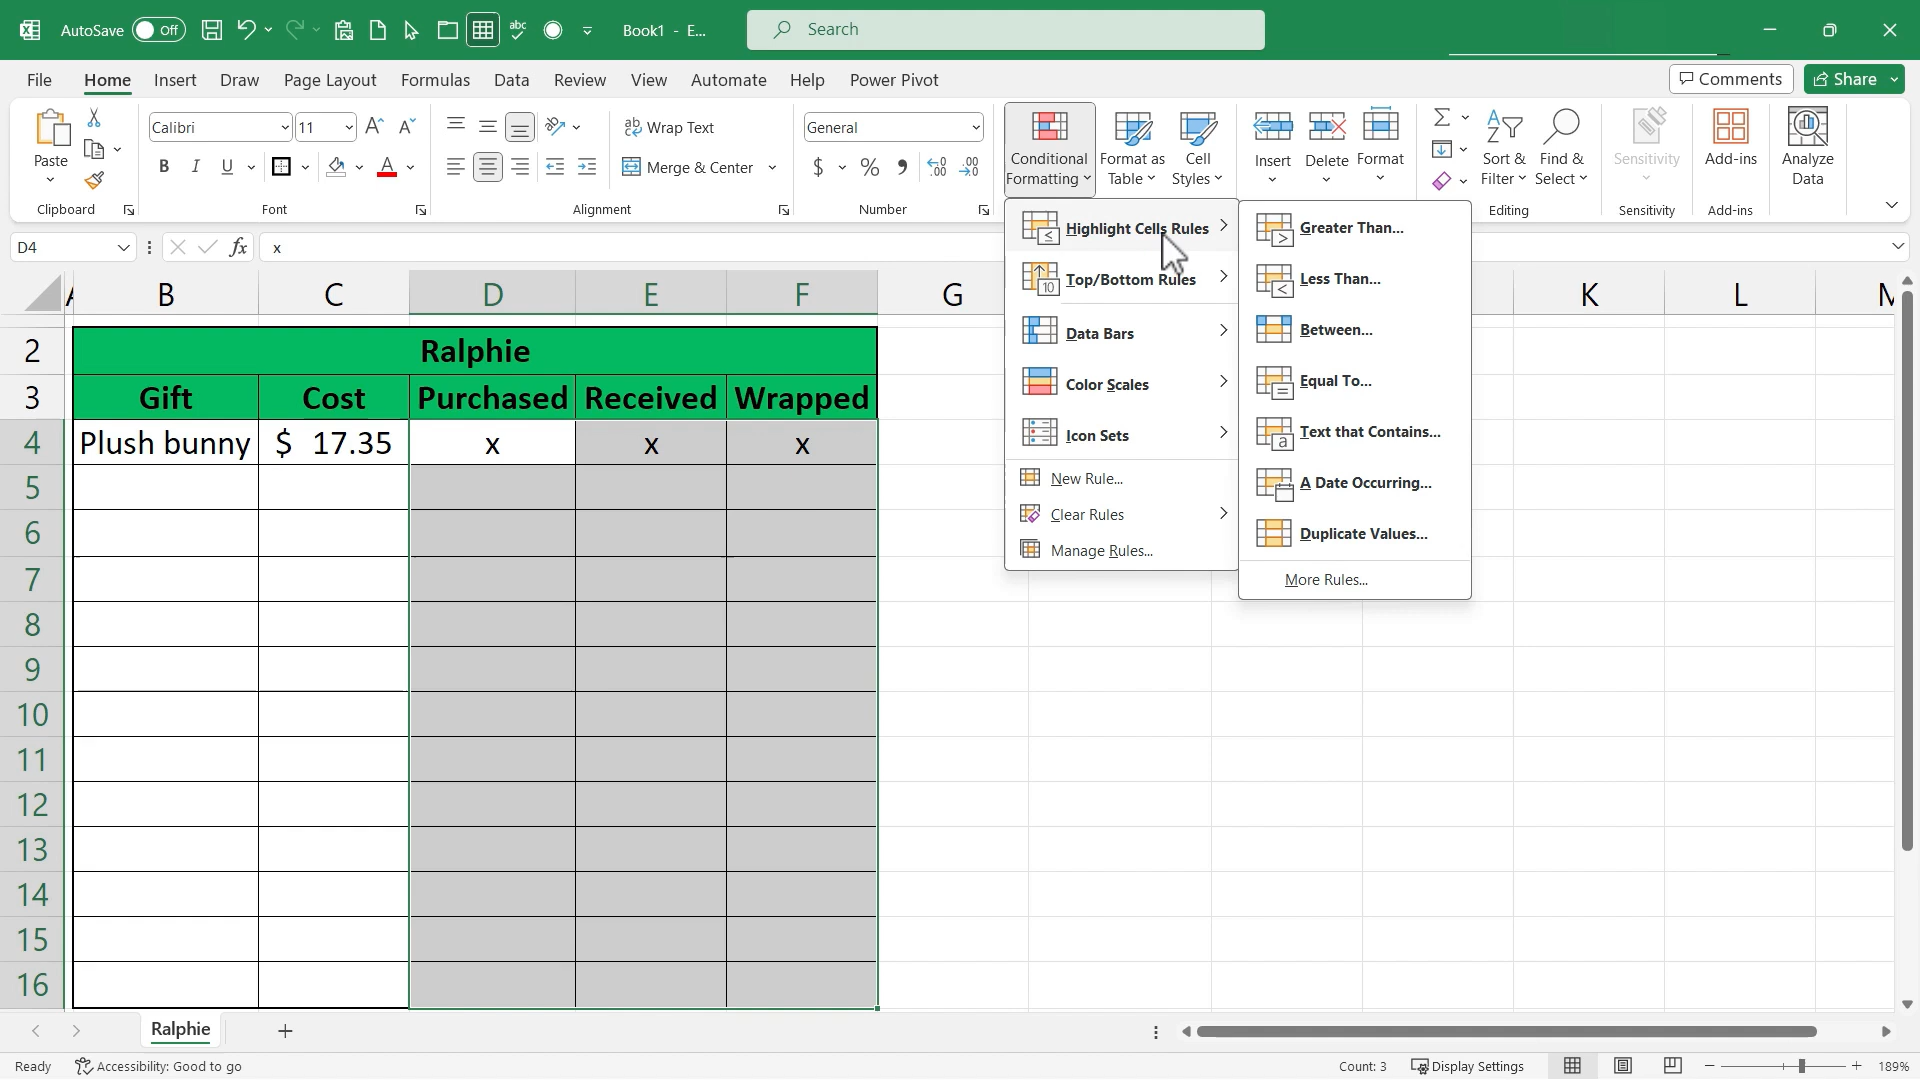 AutoSave Off Book1 - E... Search
File Home Insert Draw Page Layout Formulas Data Review View Automate Help Power Pivot Comments Share
Paste
Calibri 11
B I U A
ab Wrap Text
Merge & Center
General
$ % , .00
Conditional Formatting
Format as Table
Cell Styles
Insert Delete Format
Sort & Filter
Find & Select
Sensitivity
Add-ins
Analyze Data
Clipboard Font Alignment Number Editing Sensitivity Add-ins
D4 fx x
Highlight Cells Rules
Top/Bottom Rules
Data Bars
Color Scales
Icon Sets
New Rule...
Clear Rules
Manage Rules...
Greater Than...
Less Than...
Between...
Equal To...
Text that Contains...
A Date Occurring...
Duplicate Values...
More Rules...
A B C D E F G K L M
2 Ralphie
3 Gift Cost Purchased Received Wrapped
4 Plush bunny $ 17.35 x x x
5
6
7
8
9
10
11
12
13
14
15
16
Ralphie
Ready Accessibility: Good to go Count: 3 Display Settings 189%